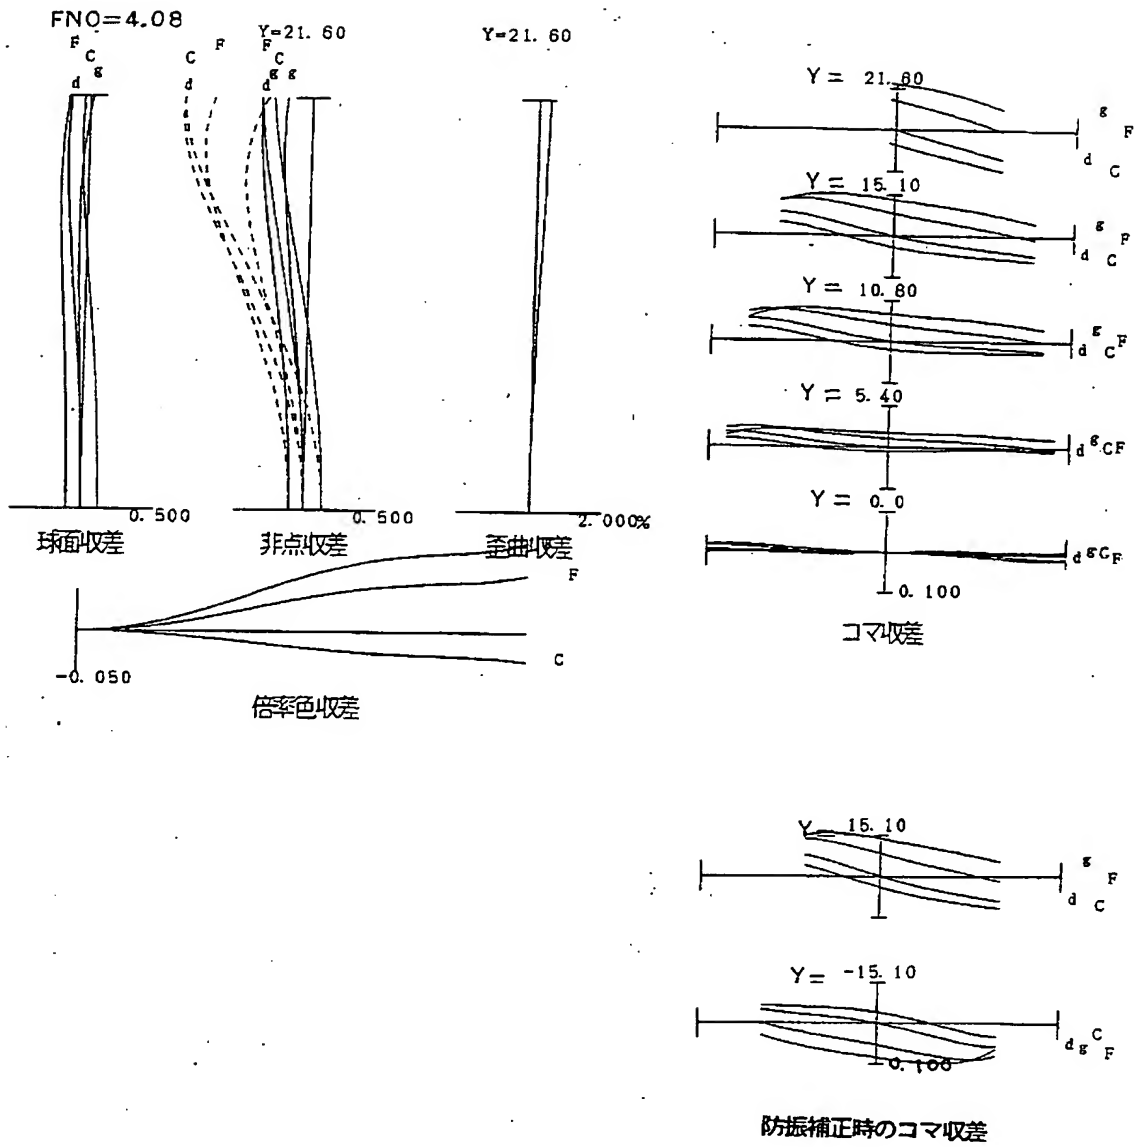 FNO=4.08
F C g d
C F d
Y=21.60
F C d g g
Y=21.60
0.500
球面収差
0.500
非点収差
2.000%
歪曲収差
F
C
-0.050
倍率色収差
Y= 21.60
g F d C
Y= 15.10
g F d C
Y= 10.80
g F d C
Y= 5.40
d g C F
Y= 0.0
d g C F
0.100
コマ収差
Y= 15.10
g F d C
Y= -15.10
d g C F
0.100
防振補正時のコマ収差